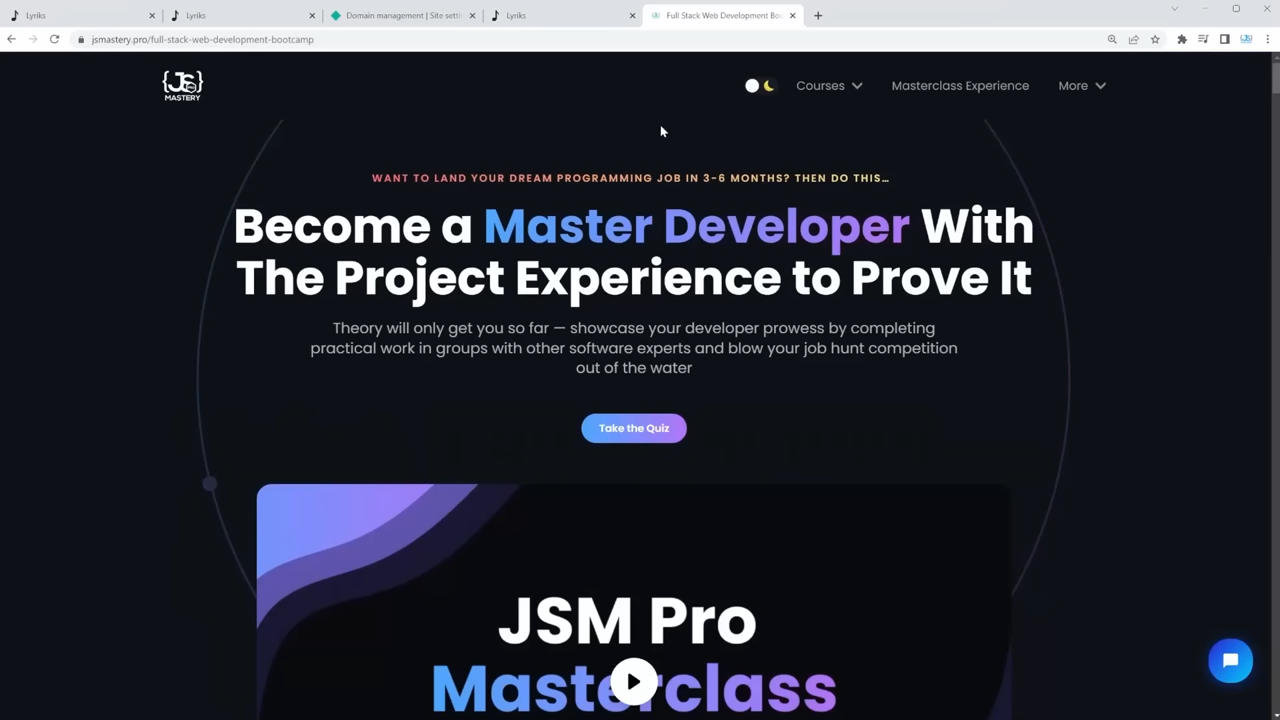 Lyriks
Lyriks
Domain management | Site setti
Lyriks
Full Stack Web Development Boo
jsmastery.pro/full-stack-web-development-bootcamp
{JS}
MASTERY
Courses
Masterclass Experience
More
WANT TO LAND YOUR DREAM PROGRAMMING JOB IN 3-6 MONTHS? THEN DO THIS…
Become a Master Developer With
The Project Experience to Prove It
Theory will only get you so far — showcase your developer prowess by completing
practical work in groups with other software experts and blow your job hunt competition
out of the water
Take the Quiz
JSM Pro
Masterclass